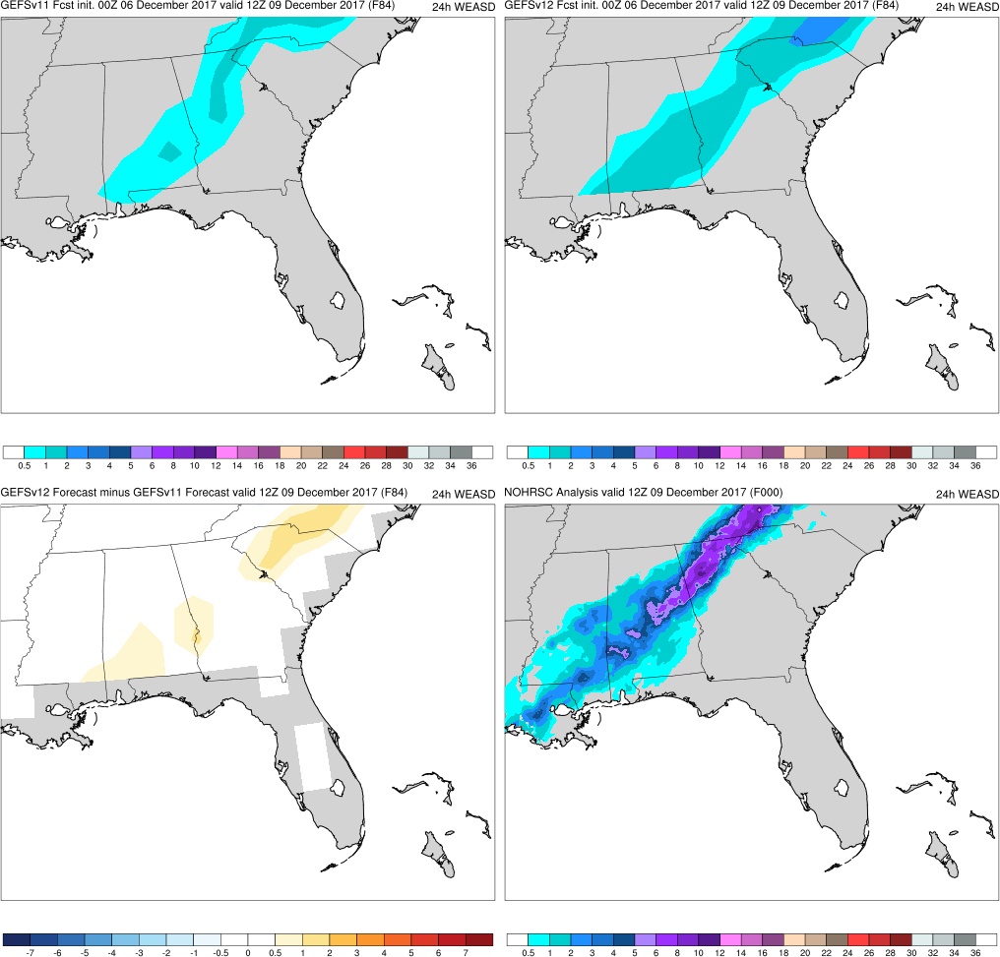 GEFSv11 Fcst init. 00Z 06 December 2017 valid 12Z 09 December 2017 (F84) 24h WEASD
GEFSv12 Fcst init. 00Z 06 December 2017 valid 12Z 09 December 2017 (F84) 24h WEASD
0.5 1 2 3 4 5 6 8 10 12 14 16 18 20 22 24 26 28 30 32 34 36
0.5 1 2 3 4 5 6 8 10 12 14 16 18 20 22 24 26 28 30 32 34 36
GEFSv12 Forecast minus GEFSv11 Forecast valid 12Z 09 December 2017 (F84) 24h WEASD
NOHRSC Analysis valid 12Z 09 December 2017 (F000) 24h WEASD
-7 -6 -5 -4 -3 -2 -1 -0.5 0 0.5 1 2 3 4 5 6 7
0.5 1 2 3 4 5 6 8 10 12 14 16 18 20 22 24 26 28 30 32 34 36